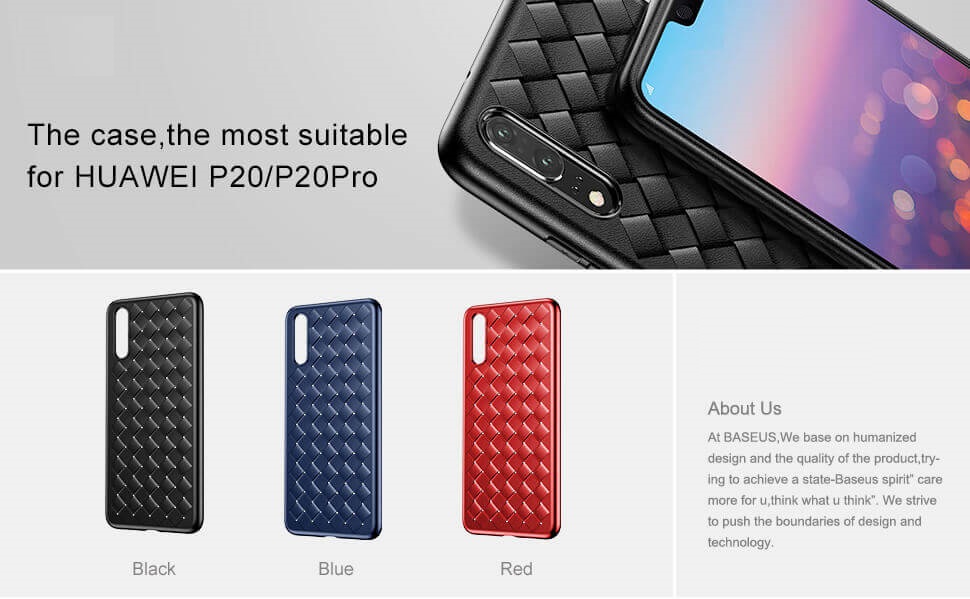 The case,the most suitable
for HUAWEI P20/P20Pro
Black
Blue
Red
About Us
At BASEUS,We base on humanized
design and the quality of the product,try-
ing to achieve a state-Baseus spirit” care
more for u,think what u think”. We strive
to push the boundaries of design and
technology.